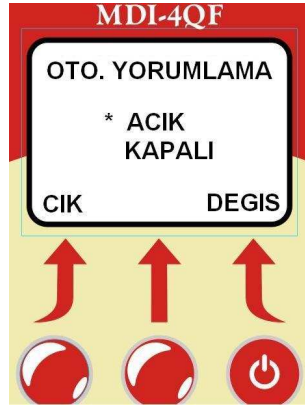 MDI-4QF
OTO. YORUMLAMA
* ACIK
KAPALI
CIK DEGIS